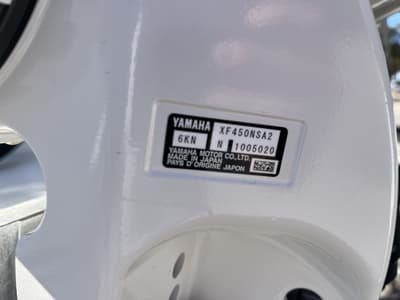 YAMAHA XF450NSA2
6KN N 1005020
YAMAHA MOTOR CO.,LTD.
MADE IN JAPAN
PAYS D'ORIGINE JAPON